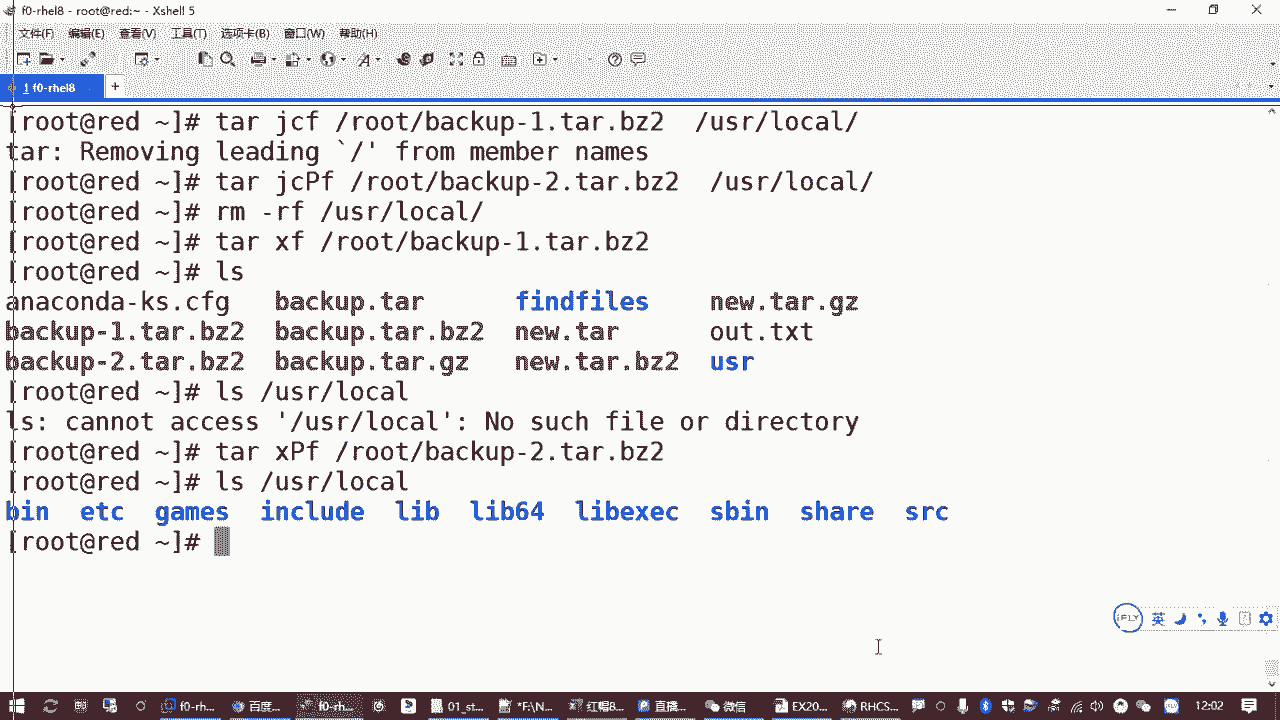 f0-rhel8 - root@red:~ - Xshell 5
文件(F) 编辑(E) 查看(V) 工具(T) 选项卡(B) 窗口(W) 帮助(H)
1 f0-rhel8 +
[root@red ~]# tar jcf /root/backup-1.tar.bz2  /usr/local/
tar: Removing leading `/' from member names
[root@red ~]# tar jcPf /root/backup-2.tar.bz2  /usr/local/
[root@red ~]# rm -rf /usr/local/
[root@red ~]# tar xf /root/backup-1.tar.bz2
[root@red ~]# ls
anaconda-ks.cfg   backup.tar      findfiles    new.tar.gz
backup-1.tar.bz2  backup.tar.bz2  new.tar      out.txt
backup-2.tar.bz2  backup.tar.gz   new.tar.bz2  usr
[root@red ~]# ls /usr/local
ls: cannot access '/usr/local': No such file or directory
[root@red ~]# tar xPf /root/backup-2.tar.bz2
[root@red ~]# ls /usr/local
bin  etc  games  include  lib  lib64  libexec  sbin  share  src
[root@red ~]#
iFLY 英
f0-rh... 百度... f0-rh... 01_st... *F:\N... 红帽8... 直播... 微信 EX20... RHCS... 12:02